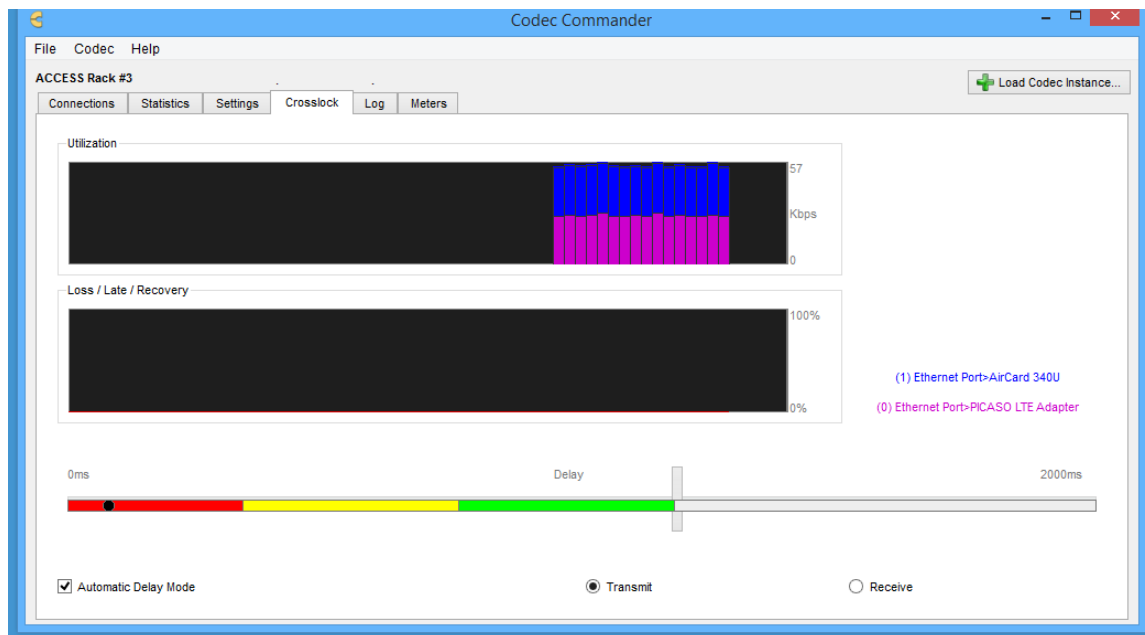 Codec Commander
File Codec Help
ACCESS Rack #3
Load Codec Instance...
Connections Statistics Settings Crosslock Log Meters
Utilization
57
Kbps
0
Loss / Late / Recovery
100%
(1) Ethernet Port>AirCard 340U
0%
(0) Ethernet Port>PICASO LTE Adapter
0ms Delay 2000ms
Automatic Delay Mode Transmit Receive